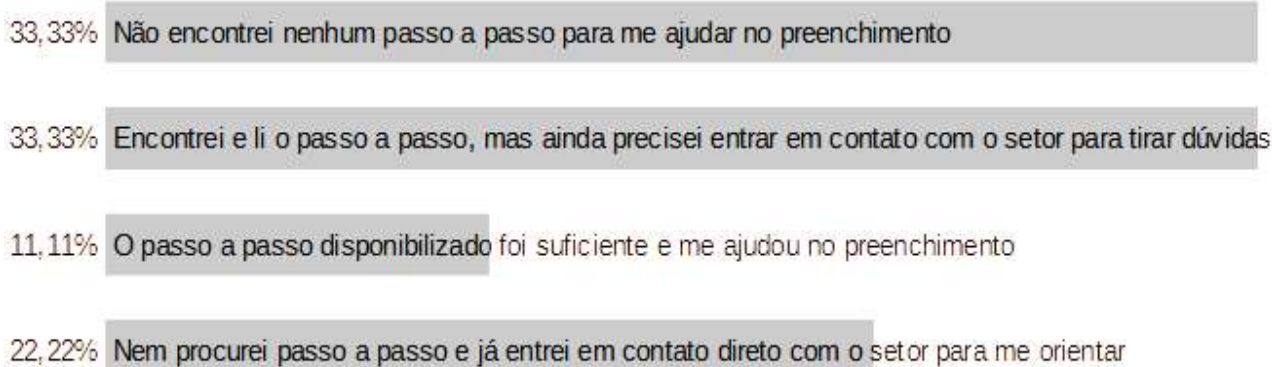 33,33% Não encontrei nenhum passo a passo para me ajudar no preenchimento
33,33% Encontrei e li o passo a passo, mas ainda precisei entrar em contato com o setor para tirar dúvidas
11,11% O passo a passo disponibilizado foi suficiente e me ajudou no preenchimento
22,22% Nem procurei passo a passo e já entrei em contato direto com o setor para me orientar